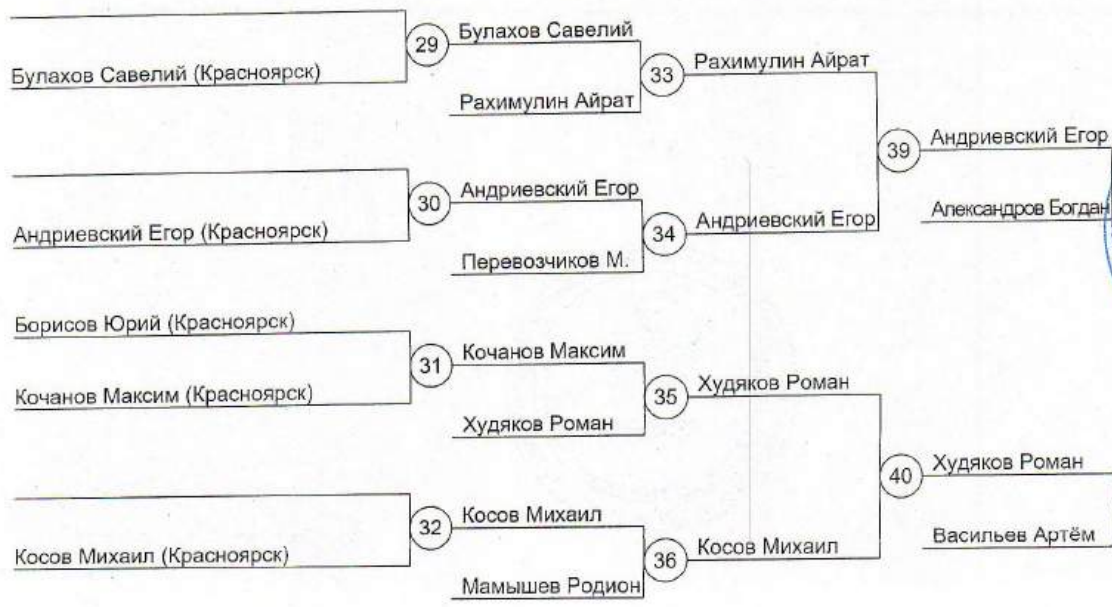 29
Булахов Савелий
Булахов Савелий (Красноярск)
33
Рахимулин Айрат
Рахимулин Айрат
39
Андриевский Егор
30
Андриевский Егор
Андриевский Егор (Красноярск)
34
Андриевский Егор
Александров Богдан
Перевозчиков М.
Борисов Юрий (Красноярск)
31
Кочанов Максим
Кочанов Максим (Красноярск)
35
Худяков Роман
Худяков Роман
40
Худяков Роман
32
Косов Михаил
Косов Михаил (Красноярск)
36
Косов Михаил
Васильев Артём
Мамышев Родион